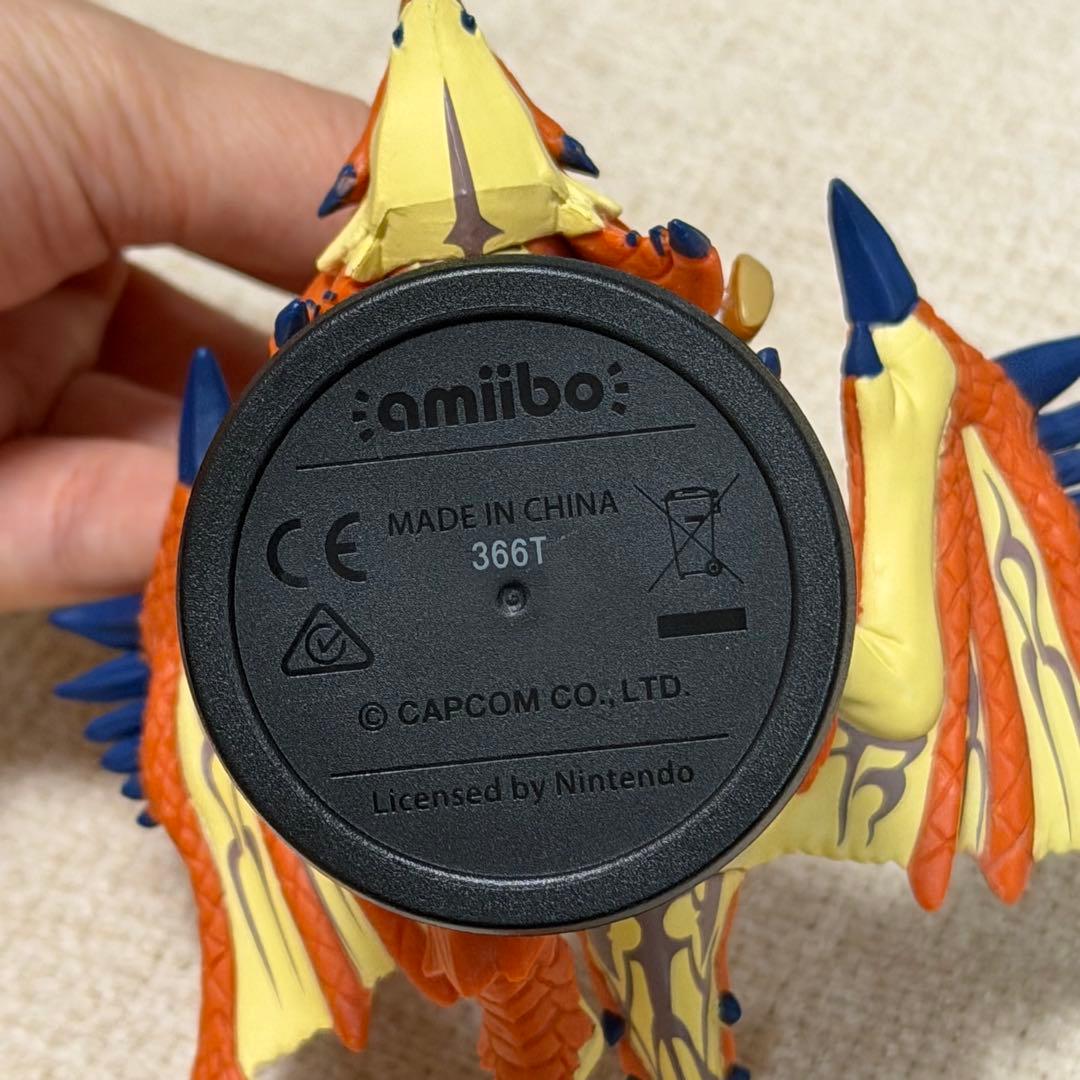 amiibo
CE
MADE IN CHINA
366T
© CAPCOM CO., LTD.
Licensed by Nintendo